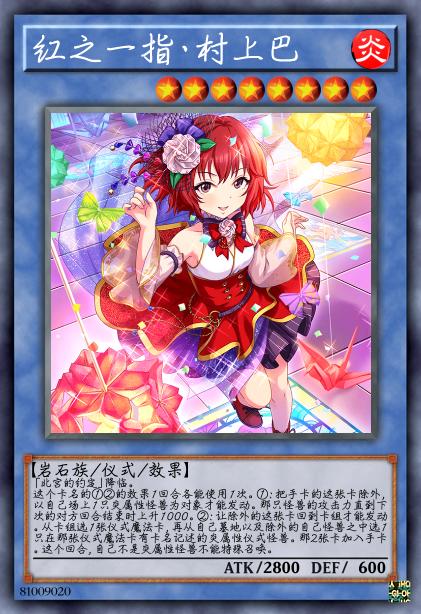 红之一指·村上巴
炎
【岩石族/仪式/效果】
「此宫的约定」降临。
这个卡名的①②的效果1回合各能使用1次。①：把手卡的这张卡除外，
以自己场上1只炎属性怪兽为对象才能发动。那只怪兽的攻击力直到下
次的对方回合结束时上升1000。②：让除外的这张卡回到卡组才能发动
。从卡组选1张仪式魔法卡，再从自己墓地以及除外的自己怪兽之中选1
只在那张仪式魔法卡有卡名记述的炎属性仪式怪兽。那2张卡加入手卡
。这个回合，自己不是炎属性怪兽不能特殊召唤。
ATK/2800 DEF/ 600
81009020